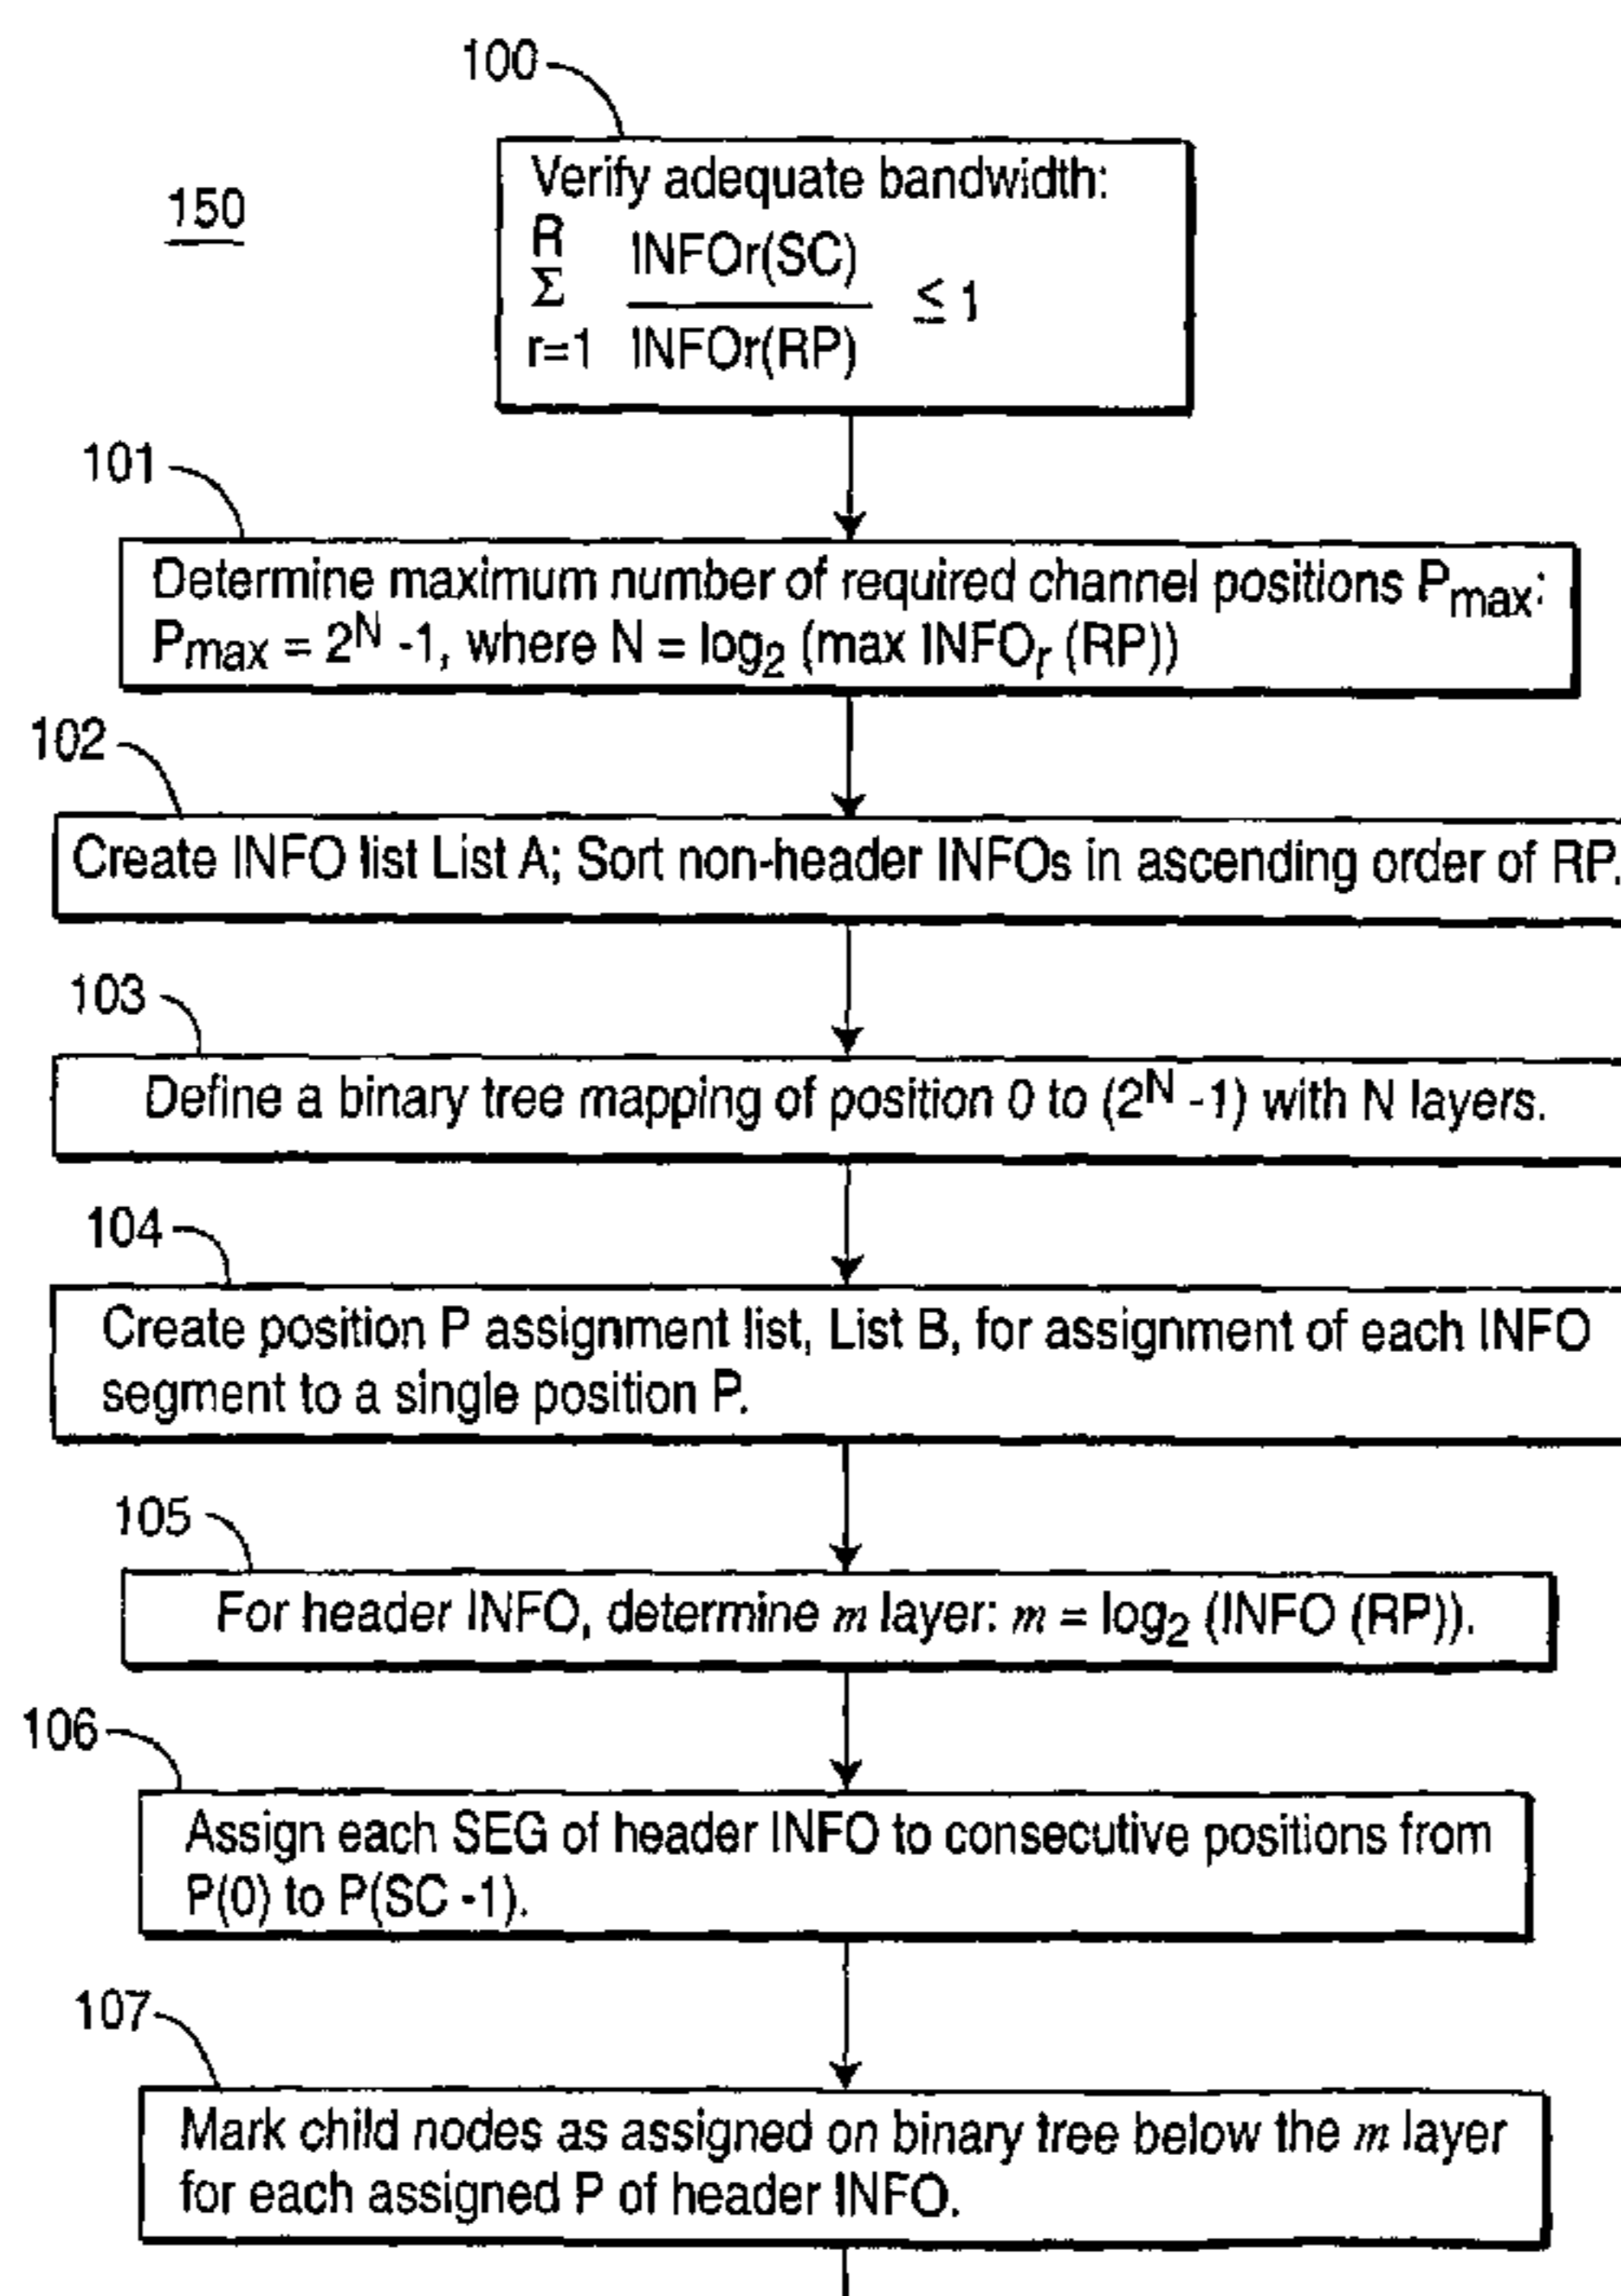 100
150
Verify adequate bandwidth:
R
Σ INFOr(SC)
r=1 INFOr(RP) ≤ 1
101
Determine maximum number of required channel positions Pmax:
Pmax = 2^N -1, where N = log2 (max INFOr (RP))
102
Create INFO list List A; Sort non-header INFOs in ascending order of RP.
103
Define a binary tree mapping of position 0 to (2^N -1) with N layers.
104
Create position P assignment list, List B, for assignment of each INFO
segment to a single position P.
105
For header INFO, determine m layer: m = log2 (INFO (RP)).
106
Assign each SEG of header INFO to consecutive positions from
P(0) to P(SC -1).
107
Mark child nodes as assigned on binary tree below the m layer
for each assigned P of header INFO.